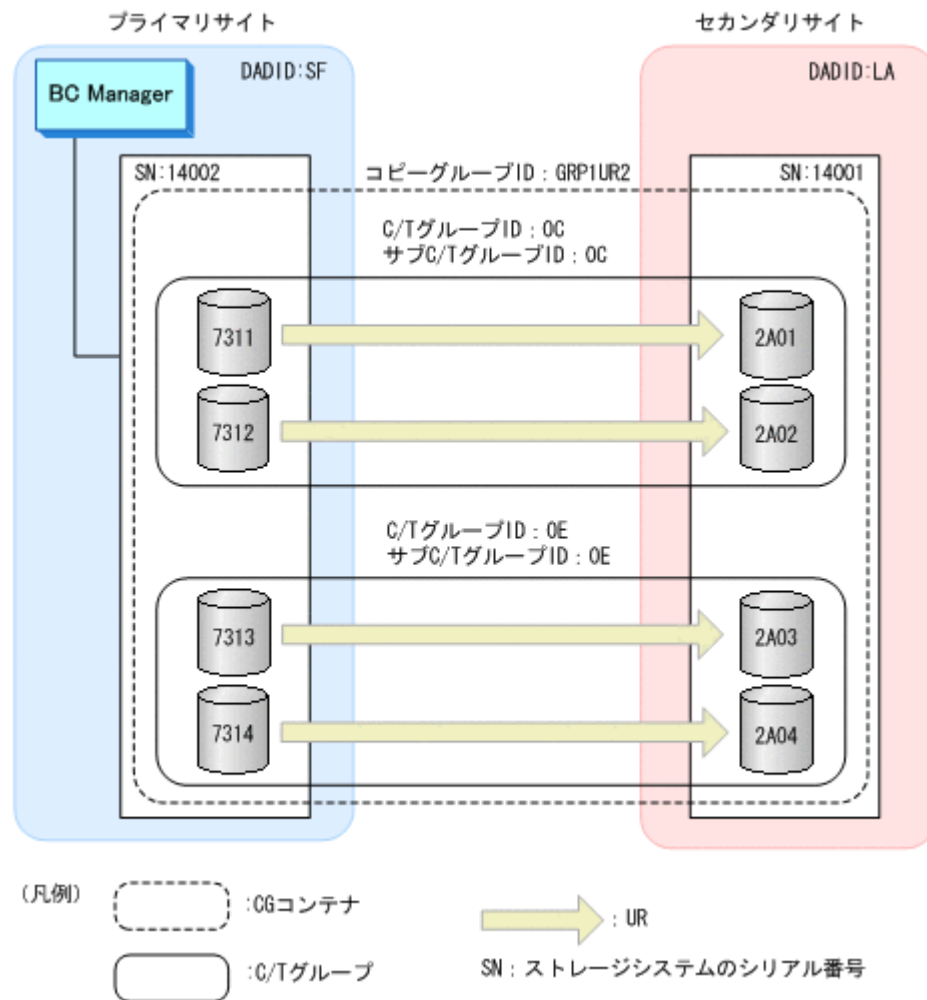 プライマリサイト
セカンダリサイト
DADID:SF
DADID:LA
BC Manager
SN:14002
コピーグループID：GRP1UR2
SN:14001
C/TグループID：0C
サブC/TグループID：0C
7311
2A01
7312
2A02
C/TグループID：0E
サブC/TグループID：0E
7313
2A03
7314
2A04
(凡例)
:CGコンテナ
：UR
:C/Tグループ
SN：ストレージシステムのシリアル番号